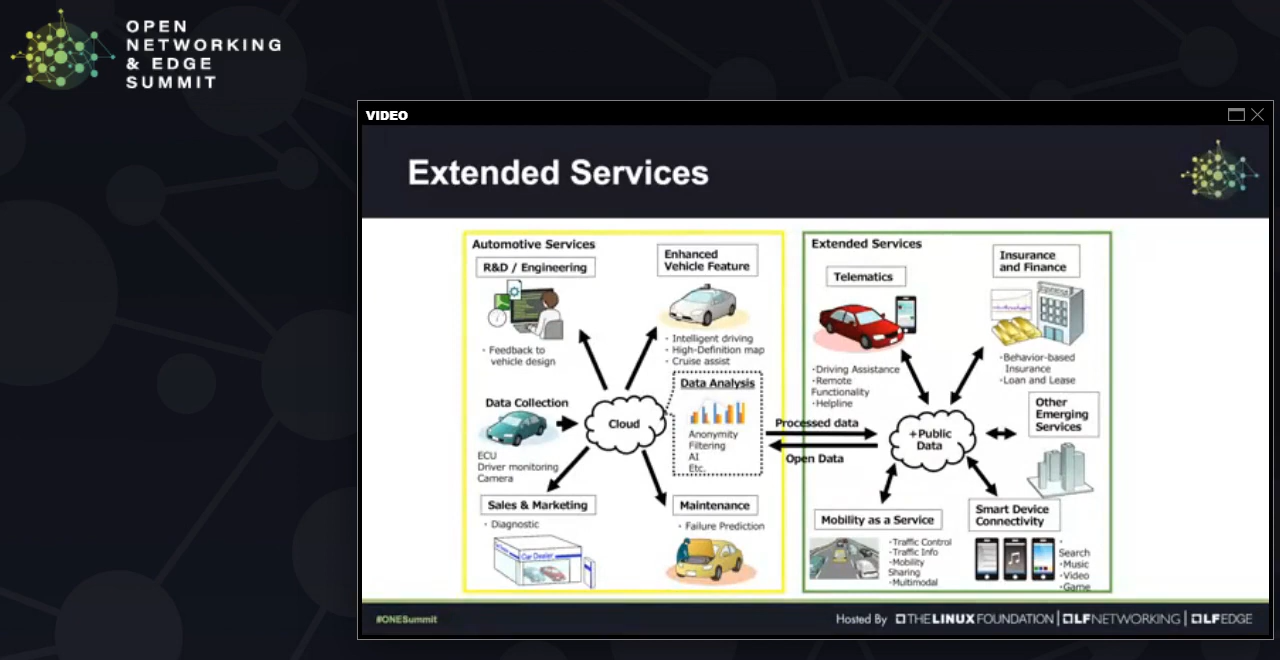 OPEN
NETWORKING
& EDGE
SUMMIT
VIDEO
Extended Services
Automotive Services
R&D / Engineering
· Feedback to
vehicle design
Enhanced
Vehicle Feature
· Intelligent driving
· High-Definition map
· Cruise assist
Data Collection
ECU
Driver monitoring
Camera
Cloud
Data Analysis
Anonymity
Filtering
AI
Etc.
Sales & Marketing
· Diagnostic
Car Dealer
Maintenance
· Failure Prediction
Processed data
Open Data
Extended Services
Telematics
·Driving Assistance
·Remote
Functionality
·Helpline
Insurance
and Finance
·Behavior-based
Insurance
·Loan and Lease
+Public
Data
Other
Emerging
Services
Mobility as a Service
·Traffic Control
·Traffic Info
·Mobility
Sharing
·Multimodal
Smart Device
Connectivity
·
Search
·Music
·Video
·Game
#ONESummit
Hosted By THE LINUX FOUNDATION | LFNETWORKING | LFEDGE